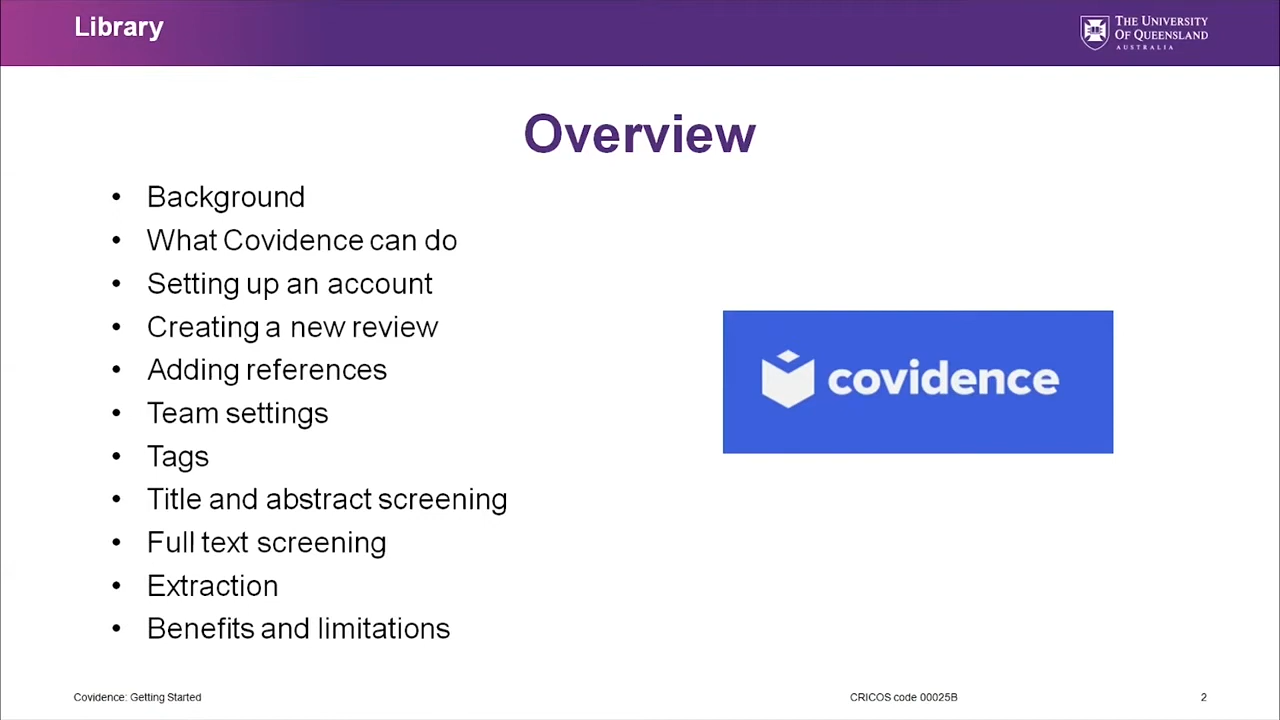 Library
THE UNIVERSITY
OF QUEENSLAND
AUSTRALIA
Overview
• Background
• What Covidence can do
• Setting up an account
• Creating a new review
• Adding references
• Team settings
• Tags
• Title and abstract screening
• Full text screening
• Extraction
• Benefits and limitations
covidence
Covidence: Getting Started
CRICOS code 00025B
2